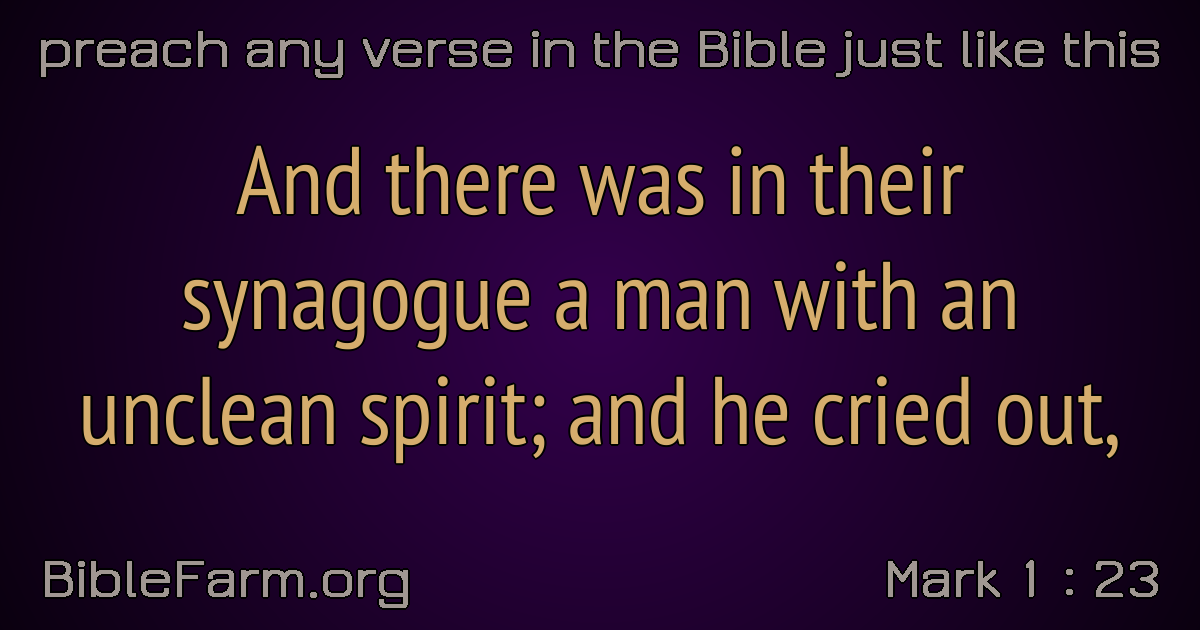 preach any verse in the Bible just like this
And there was in their
synagogue a man with an
unclean spirit; and he cried out,
BibleFarm.org
Mark 1 : 23